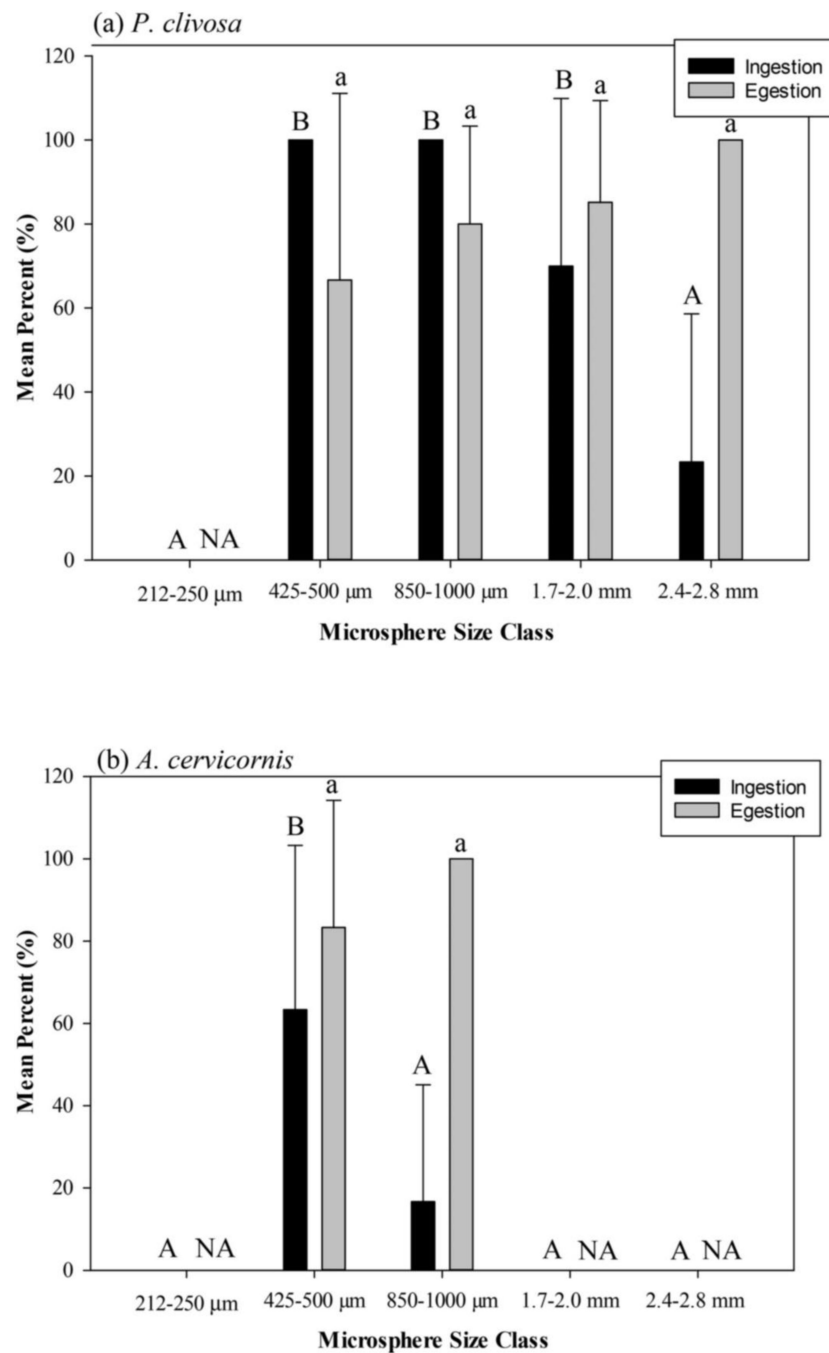 (a) P. clivosa
Ingestion
Egestion
120
100
80
60
40
20
0
Mean Percent (%)
A NA
B a
B a
B a
A a
212-250 μm 425-500 μm 850-1000 μm 1.7-2.0 mm 2.4-2.8 mm
Microsphere Size Class
(b) A. cervicornis
Ingestion
Egestion
120
100
80
60
40
20
0
Mean Percent (%)
A NA
B a
A a
A NA
A NA
212-250 μm 425-500 μm 850-1000 μm 1.7-2.0 mm 2.4-2.8 mm
Microsphere Size Class